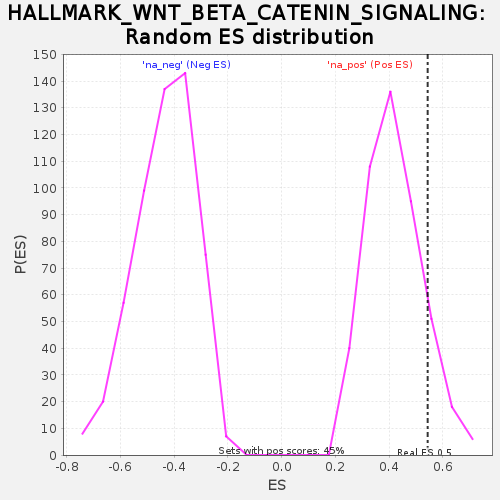 HALLMARK_WNT_BETA_CATENIN_SIGNALING:
Random ES distribution
'na_neg' (Neg ES) 'na_pos' (Pos ES)
150
140
130
120
110
100
90
80
70
60
50
40
30
20
10
0
P(ES)
Sets with pos scores: 45%
Real ES 0.5
-0.8 -0.6 -0.4 -0.2 0.0 0.2 0.4 0.6
ES